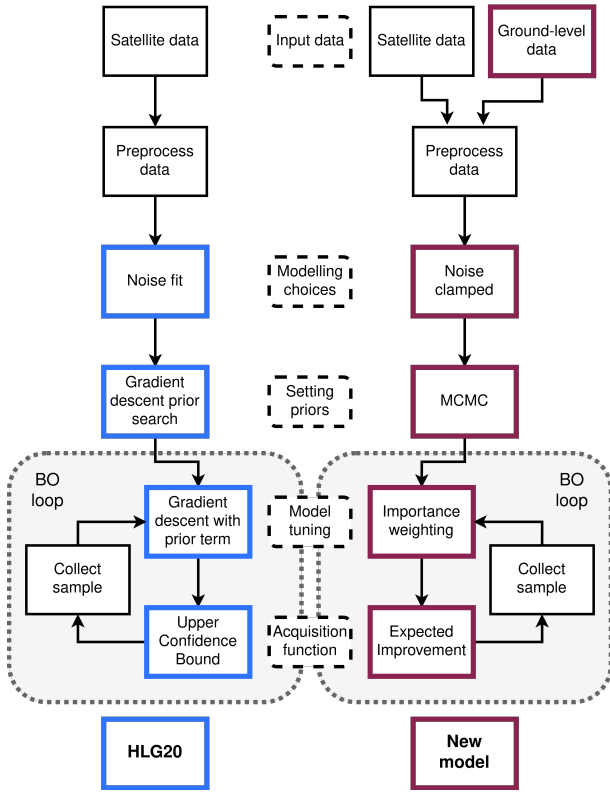 Satellite data
Input data
Satellite data
Ground-level
data
Preprocess
data
Preprocess
data
Noise fit
Modelling
choices
Noise
clamped
Gradient
descent prior
search
Setting
priors
MCMC
BO
loop
Gradient
descent with
prior term
Model
tuning
Importance
weighting
BO
loop
Collect
sample
Collect
sample
Upper
Confidence
Bound
Acquisition
function
Expected
Improvement
HLG20
New
model